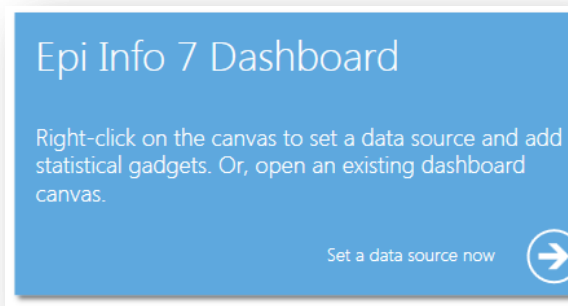 Epi Info 7 Dashboard
Right-click on the canvas to set a data source and add
statistical gadgets. Or, open an existing dashboard
canvas.
Set a data source now